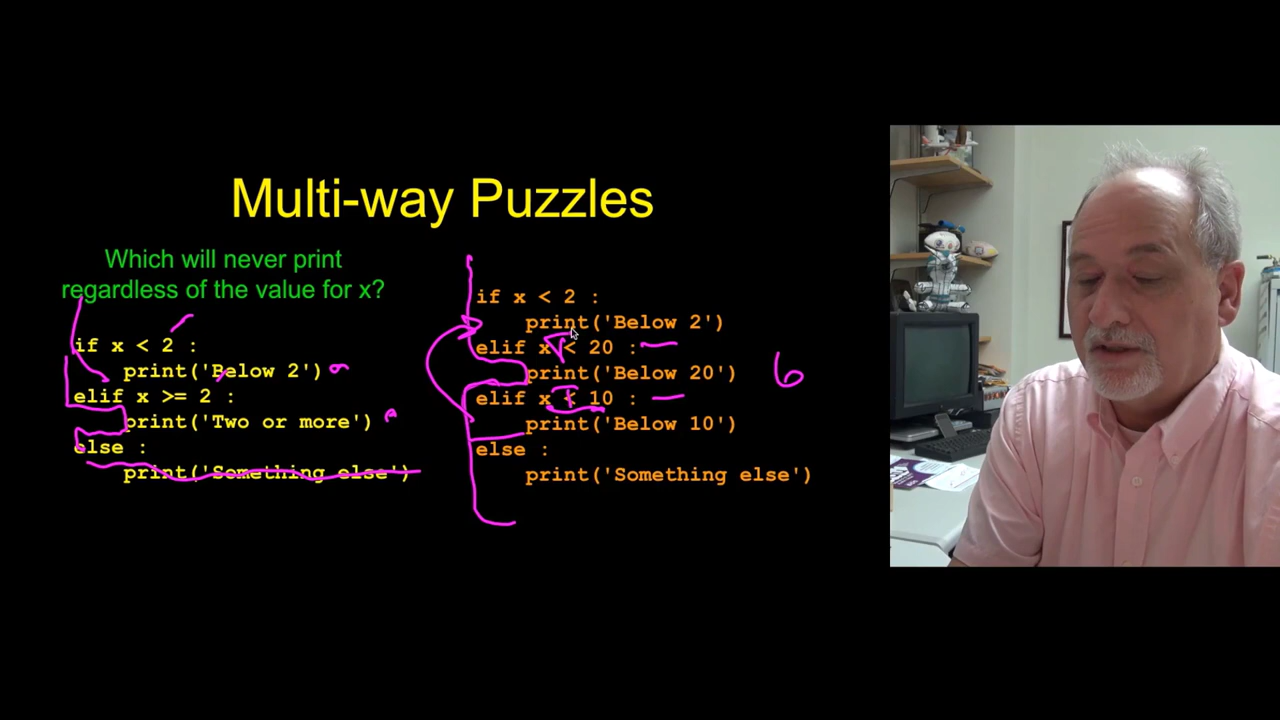 Multi-way Puzzles
Which will never print
regardless of the value for x?
if x < 2 :
    print('Below 2')
elif x >= 2 :
    print('Two or more')
else :
    print('Something else')
if x < 2 :
    print('Below 2')
elif x < 20 :
    print('Below 20')
elif x < 10 :
    print('Below 10')
else :
    print('Something else')
6